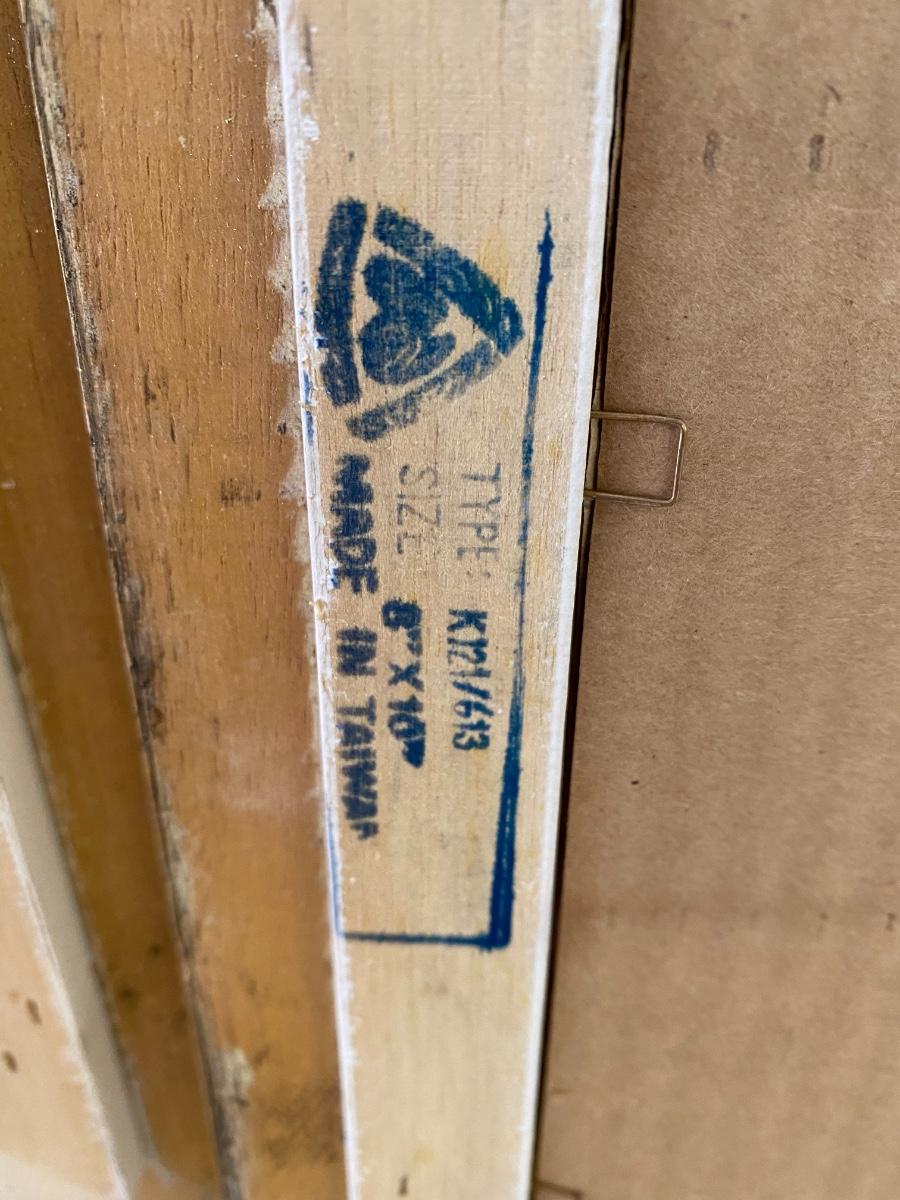 TYPE: K121/613
SIZE 8"X10"
MADE IN TAIWAN